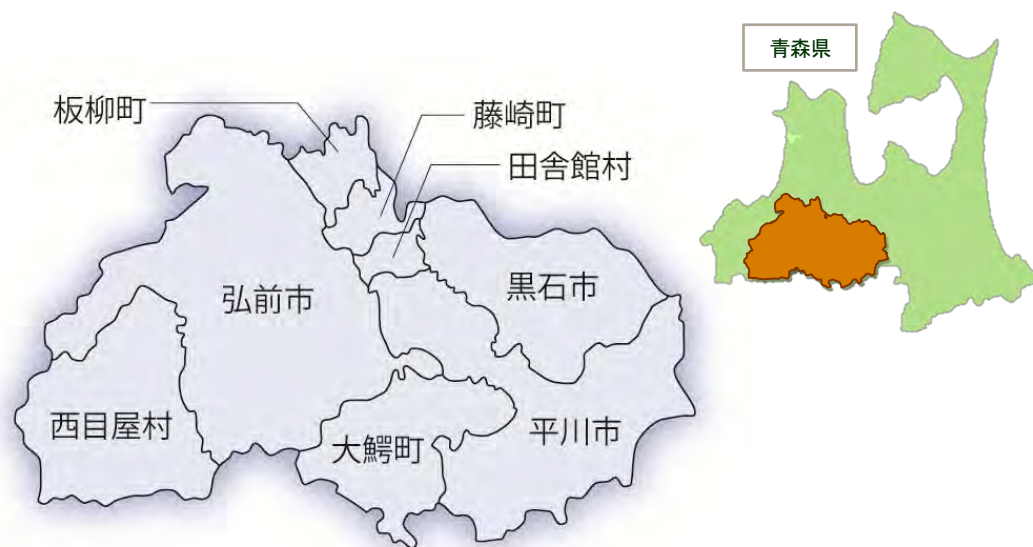 青森県
板柳町
藤崎町
田舎館村
黒石市
弘前市
西目屋村
大鰐町
平川市